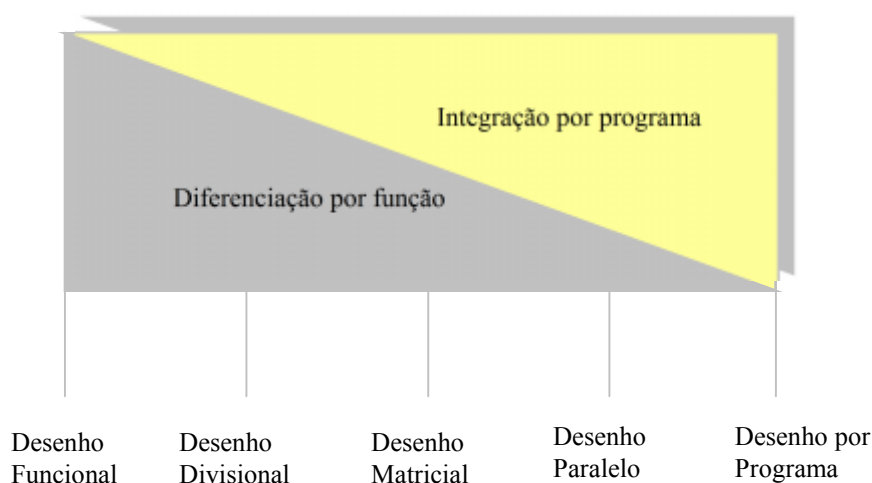 Integração por programa
Diferenciação por função
Desenho
Funcional
Desenho
Divisional
Desenho
Matricial
Desenho
Paralelo
Desenho por
Programa